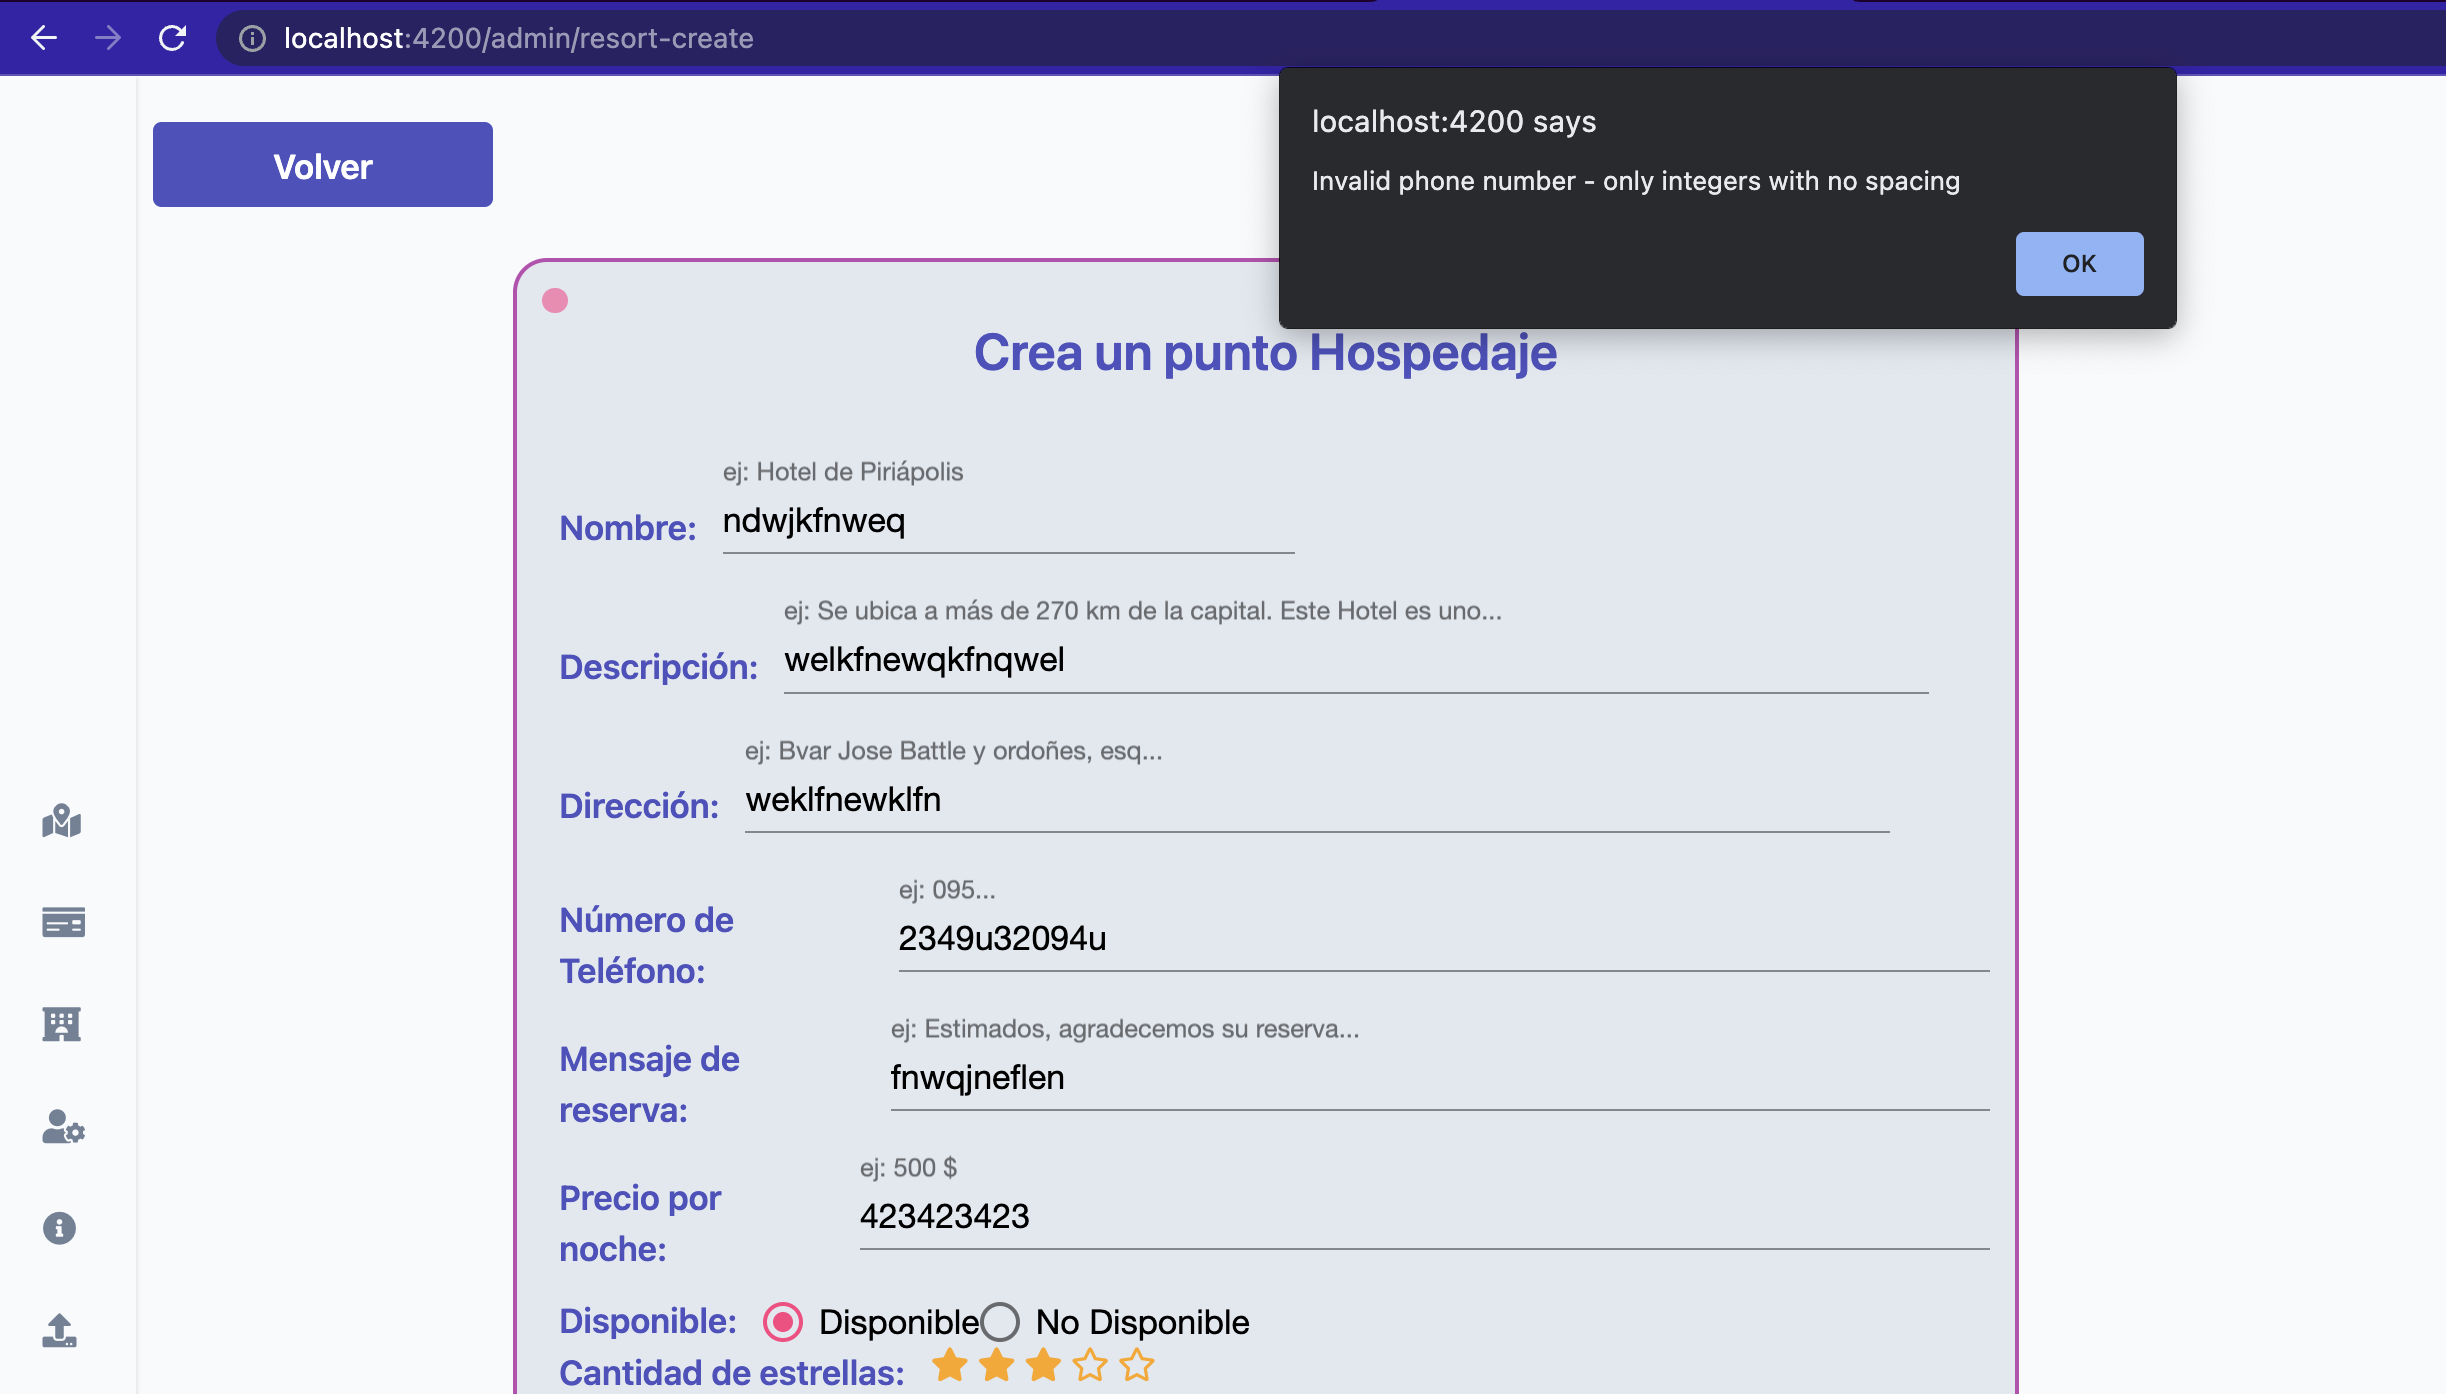 localhost:4200/admin/resort-create
localhost:4200 says
Invalid phone number - only integers with no spacing
OK
Volver
Crea un punto Hospedaje
ej: Hotel de Piriápolis
Nombre: ndwjkfnweq
ej: Se ubica a más de 270 km de la capital. Este Hotel es uno...
Descripción: welkfnewqkfnqwel
ej: Bvar Jose Battle y ordoñes, esq...
Dirección: weklfnewklfn
ej: 095...
Número de
Teléfono:
2349u32094u
ej: Estimados, agradecemos su reserva...
Mensaje de
reserva:
fnwqjneflen
ej: 500 $
Precio por
noche:
423423423
Disponible: Disponible No Disponible
Cantidad de estrellas: